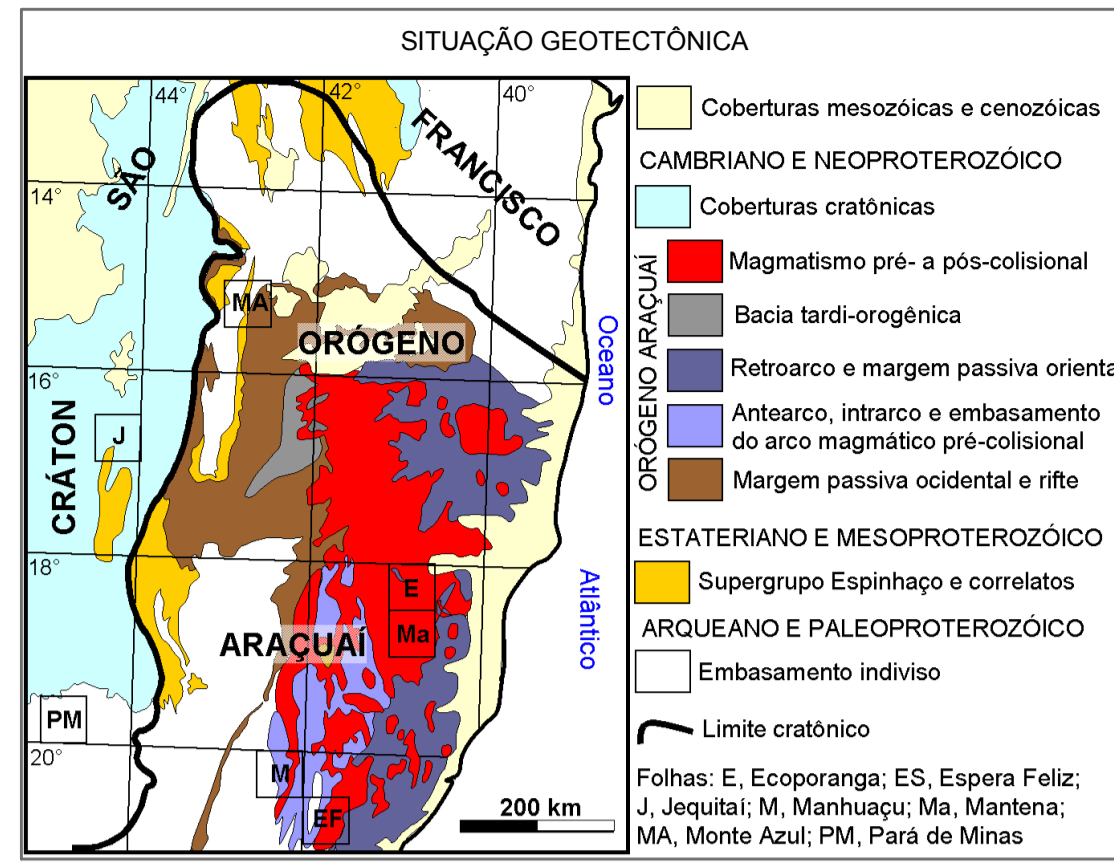 SITUAÇÃO GEOTECTÔNICA
44°
42°
40°
14°
16°
18°
20°
SÃO
FRANCISCO
CRÁTON
ORÓGENO
ARAÇUAÍ
MA
J
E
Ma
PM
M
EF
Oceano
Atlântico
200 km
Coberturas mesozóicas e cenozóicas
CAMBRIANO E NEOPROTEROZÓICO
Coberturas cratônicas
ORÓGENO ARAÇUAÍ
Magmatismo pré- a pós-colisional
Bacia tardi-orogênica
Retroarco e margem passiva orienta
Antearco, intrarco e embasamento
do arco magmático pré-colisional
Margem passiva ocidental e rifte
ESTATERIANO E MESOPROTEROZÓICO
Supergrupo Espinhaço e correlatos
ARQUEANO E PALEOPROTEROZÓICO
Embasamento indiviso
Limite cratônico
Folhas: E, Ecoporanga; ES, Espera Feliz;
J, Jequitaí; M, Manhuaçu; Ma, Mantena;
MA, Monte Azul; PM, Pará de Minas